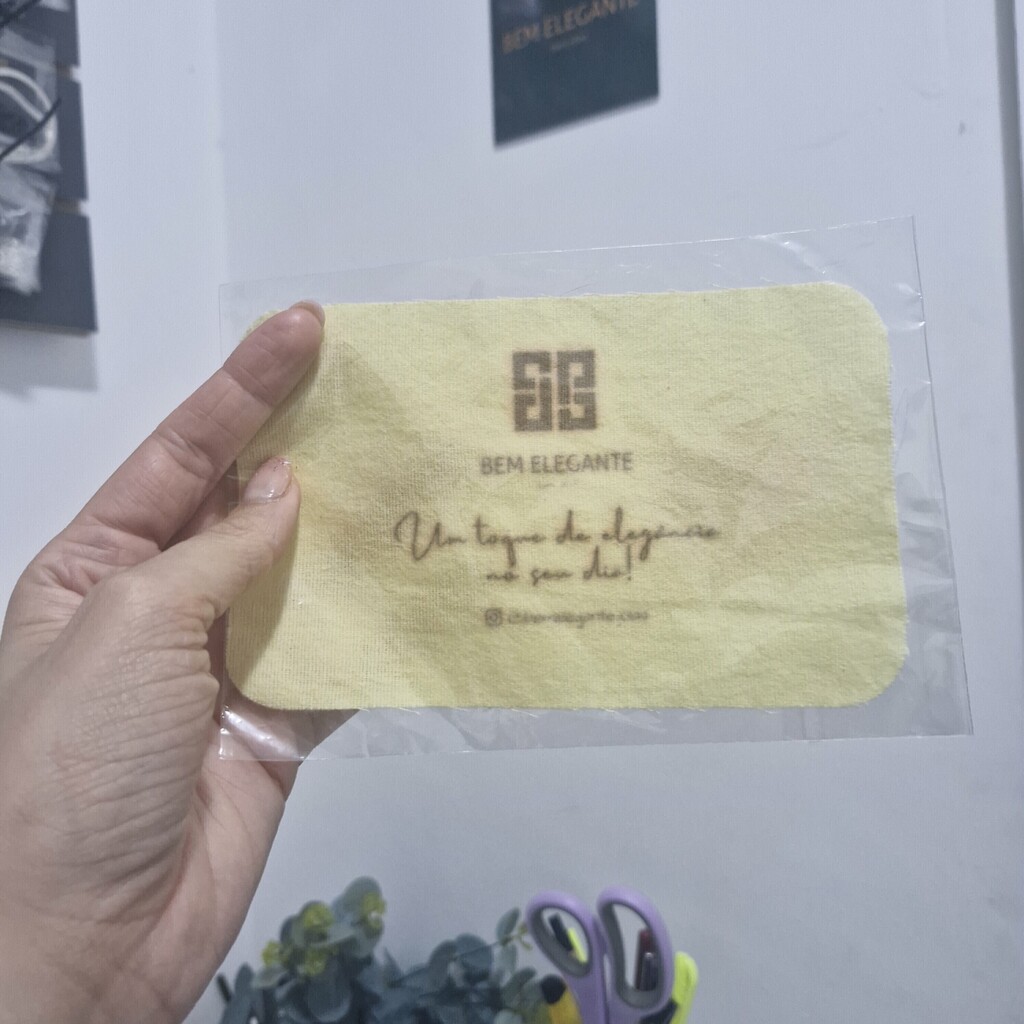 BEM ELEGANTE
BEM ELEGANTE
Um toque de elegância
no seu dia!